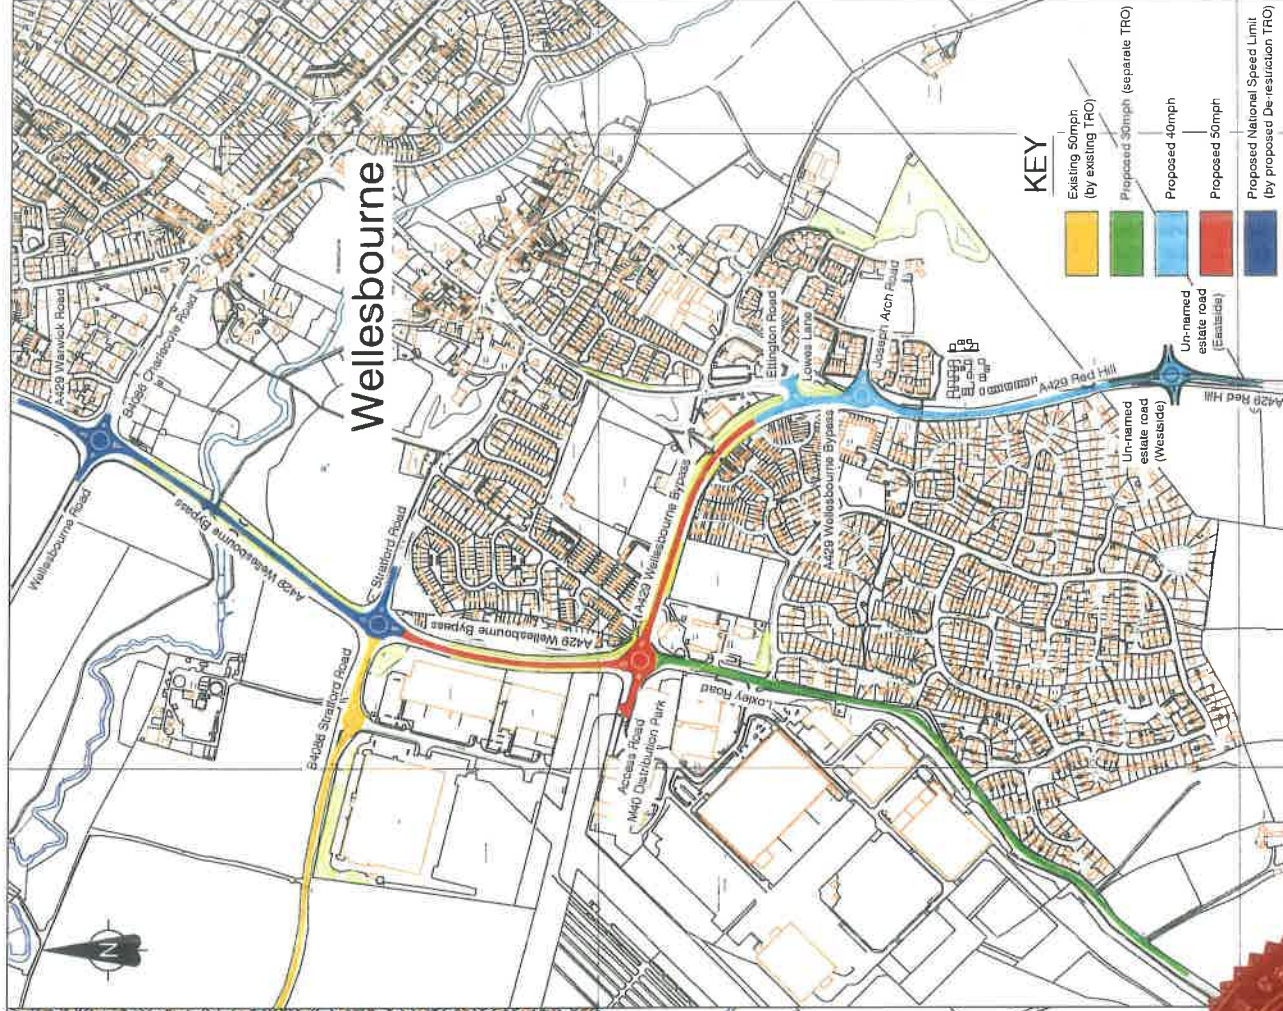 Wellesbourne
A429 Warwick Road
B4086 Charlecote Road
Wellesbourne Road
A429 Wellesbourne Bypass
Stratford Road
A429 Wellesbourne Bypass
B4086 Stratford Road
A429 Wellesbourne Bypass
Access Road
M40 Distribution Park
Loxley Road
Ettington Road
Lowes Lane
Joseph Arch Road
A429 Wellesbourne Bypass
A429 Red Hill
Un-named
estate road
(Eastside)
Un-named
estate road
(Westside)
A429 Red Hill
N
KEY
Existing 50mph
(by existing TRO)
Proposed 30mph (separate TRO)
Proposed 40mph
Proposed 50mph
Proposed National Speed Limit
(by proposed De-restriction TRO)